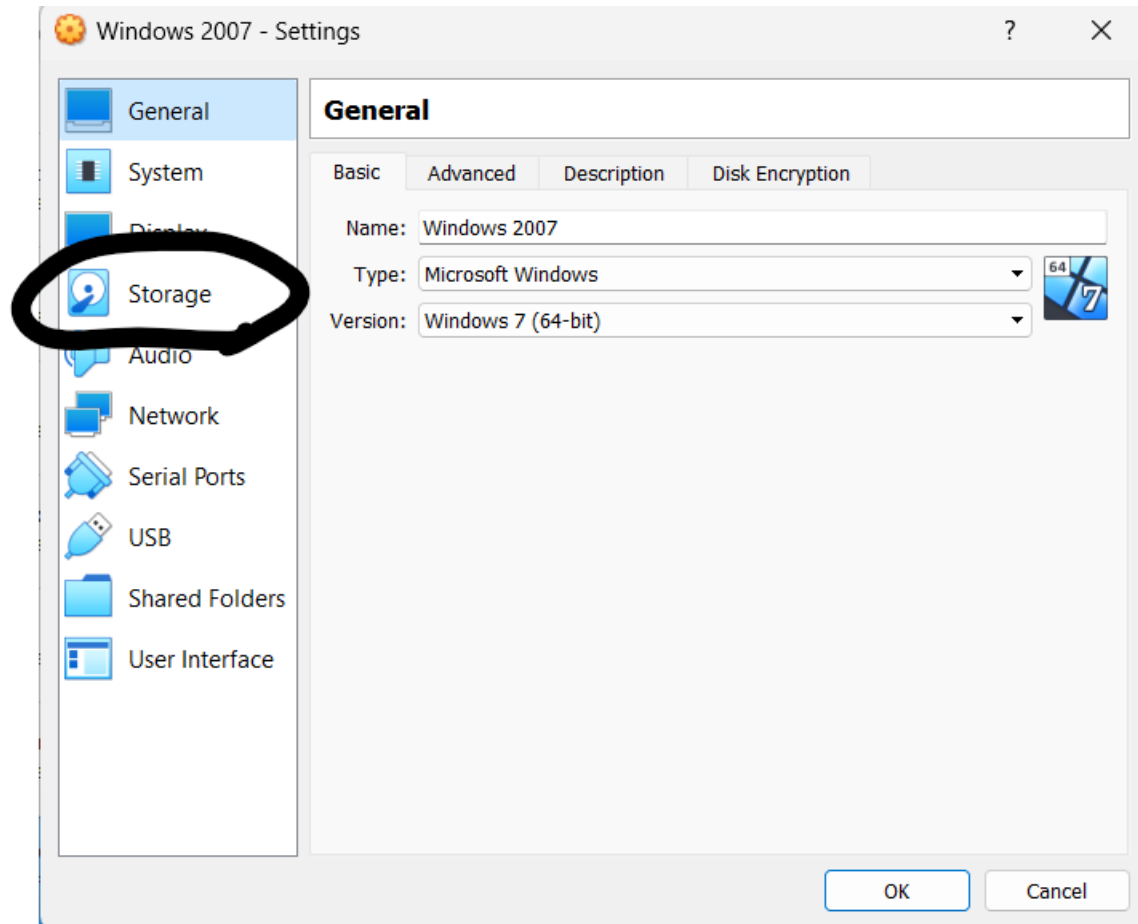 Windows 2007 - Settings ? ×
General
System
Display
Storage
Audio
Network
Serial Ports
USB
Shared Folders
User Interface
General
Basic Advanced Description Disk Encryption
Name: Windows 2007
Type: Microsoft Windows
Version: Windows 7 (64-bit)
64
7
OK Cancel